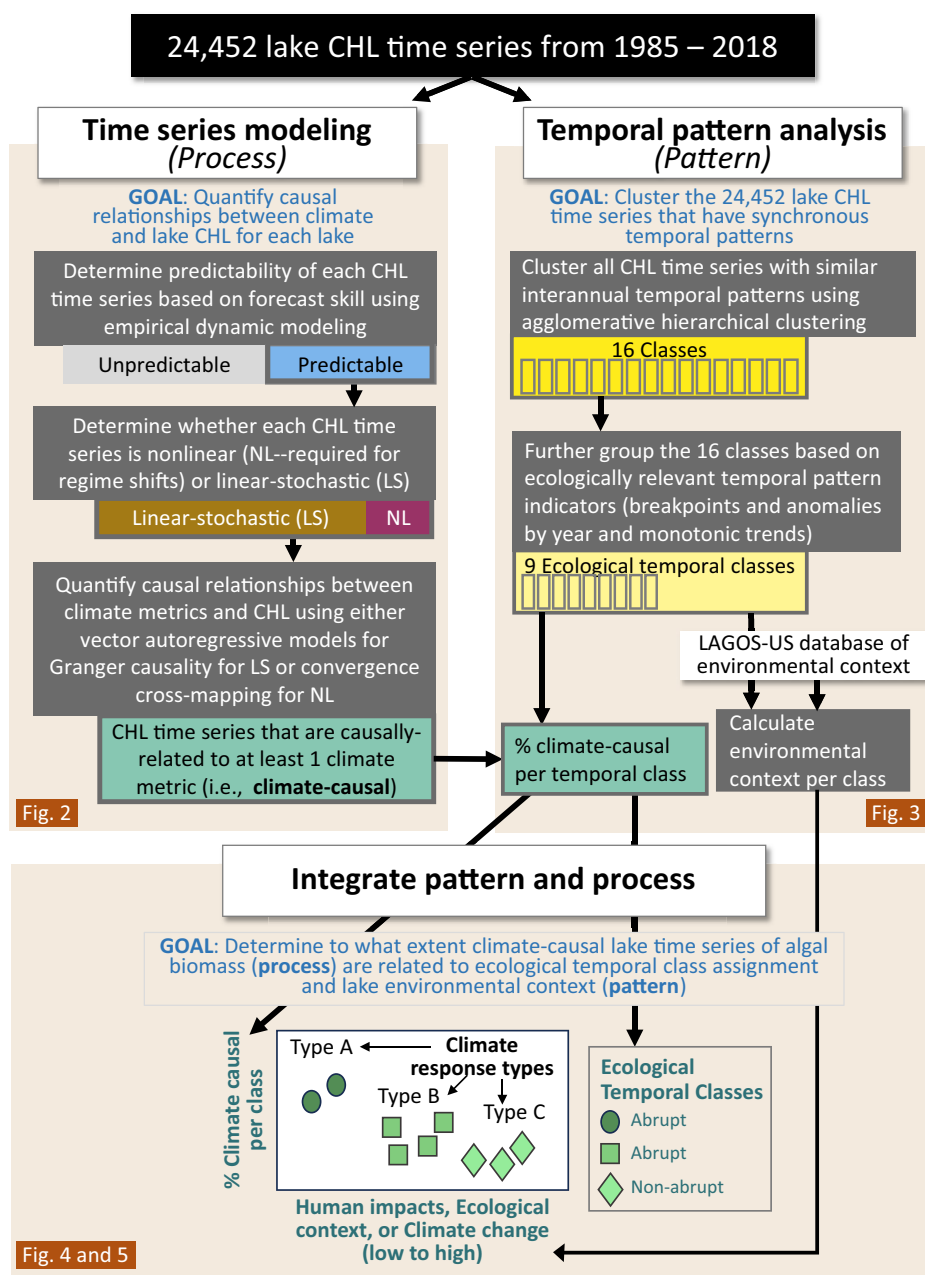 24,452 lake CHL time series from 1985 – 2018
Time series modeling
(Process)
GOAL: Quantify causal
relationships between climate
and lake CHL for each lake
Determine predictability of each CHL
time series based on forecast skill using
empirical dynamic modeling
Unpredictable
Predictable
Determine whether each CHL time
series is nonlinear (NL--required for
regime shifts) or linear-stochastic (LS)
Linear-stochastic (LS)
NL
Quantify causal relationships between
climate metrics and CHL using either
vector autoregressive models for
Granger causality for LS or convergence
cross-mapping for NL
CHL time series that are causally-
related to at least 1 climate
metric (i.e., climate-causal)
Fig. 2
Temporal pattern analysis
(Pattern)
GOAL: Cluster the 24,452 lake CHL
time series that have synchronous
temporal patterns
Cluster all CHL time series with similar
interannual temporal patterns using
agglomerative hierarchical clustering
16 Classes
Further group the 16 classes based on
ecologically relevant temporal pattern
indicators (breakpoints and anomalies
by year and monotonic trends)
9 Ecological temporal classes
LAGOS-US database of
environmental context
% climate-causal
per temporal class
Calculate
environmental
context per class
Fig. 3
Integrate pattern and process
GOAL: Determine to what extent climate-causal lake time series of algal
biomass (process) are related to ecological temporal class assignment
and lake environmental context (pattern)
% Climate causal
per class
Type A
Climate
response types
Type B
Type C
Human impacts, Ecological
context, or Climate change
(low to high)
Ecological
Temporal Classes
Abrupt
Abrupt
Non-abrupt
Fig. 4 and 5